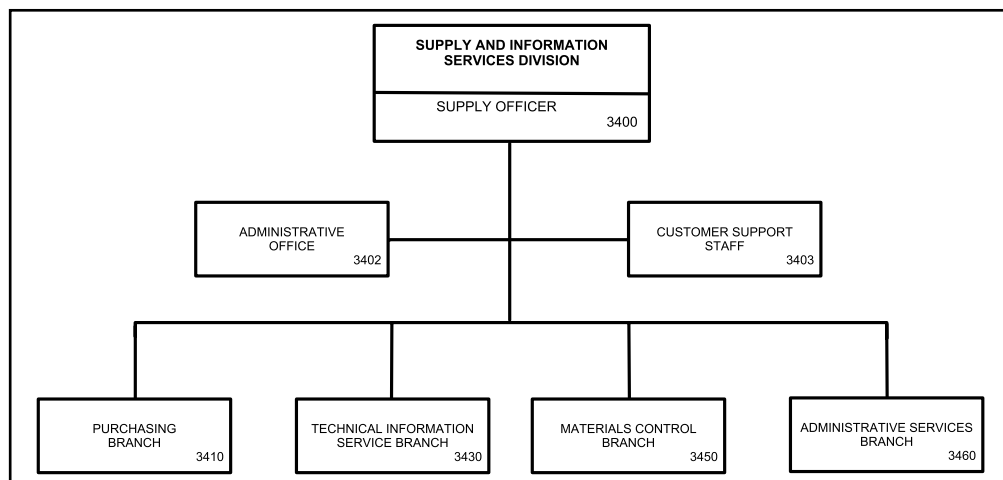 SUPPLY AND INFORMATION
SERVICES DIVISION
SUPPLY OFFICER
3400
ADMINISTRATIVE
OFFICE
3402
CUSTOMER SUPPORT
STAFF
3403
PURCHASING
BRANCH
3410
TECHNICAL INFORMATION
SERVICE BRANCH
3430
MATERIALS CONTROL
BRANCH
3450
ADMINISTRATIVE SERVICES
BRANCH
3460